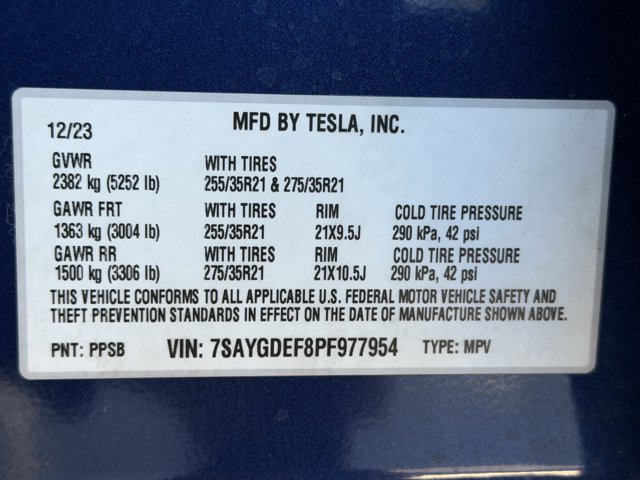 12/23 MFD BY TESLA, INC.
GVWR WITH TIRES
2382 kg (5252 lb) 255/35R21 & 275/35R21
GAWR FRT WITH TIRES RIM COLD TIRE PRESSURE
1363 kg (3004 lb) 255/35R21 21X9.5J 290 kPa, 42 psi
GAWR RR WITH TIRES RIM COLD TIRE PRESSURE
1500 kg (3306 lb) 275/35R21 21X10.5J 290 kPa, 42 psi
THIS VEHICLE CONFORMS TO ALL APPLICABLE U.S. FEDERAL MOTOR VEHICLE SAFETY AND
THEFT PREVENTION STANDARDS IN EFFECT ON THE DATE OF MANUFACTURE SHOWN ABOVE.
PNT: PPSB VIN: 7SAYGDEF8PF977954 TYPE: MPV